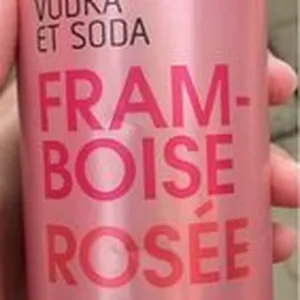 VODKA
ET SODA
FRAM-
BOISE
ROSÉE